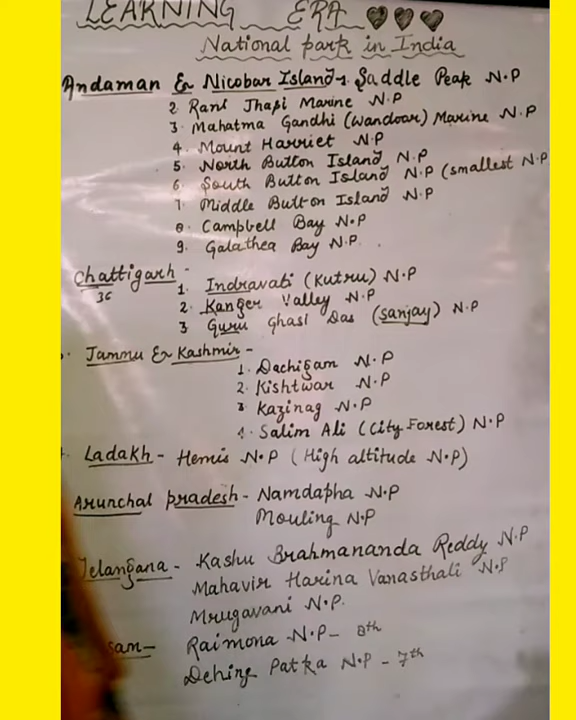 LEARNING ERA
National park in India
Andaman & Nicobar Island - 1 Saddle Peak N.P
2 Rani Jhapi Marine N.P
3. Mahatma Gandhi (Wandoor) Marine N.P
4. Mount Harriet N.P
5. North Button Island N.P
6 South Button Island N.P (smallest N.P
7. Middle Button Island N.P
8. Campbell Bay N.P
9. Galathea Bay N.P.
Chattigarh -
36
1. Indravati (Kutru) N.P
2. Kanger Valley N.P
3 Guru Ghasi Das (Sanjay) N.P
Jammu & Kashmir -
1. Dachigam N.P
2. Kishtwar N.P
3 Kazinag N.P
4. Salim Ali (City Forest) N.P
Ladakh - Hemis N.P (High altitude N.P)
Arunchal pradesh - Namdapha N.P
Mouling N.P
Telangana - Kashu Brahmananda Reddy N.P
Mahavir Harina Vanasthali N.P
Mrugavani N.P.
sam - Raimona N.P - 8th
Dehing Patka N.P - 7th